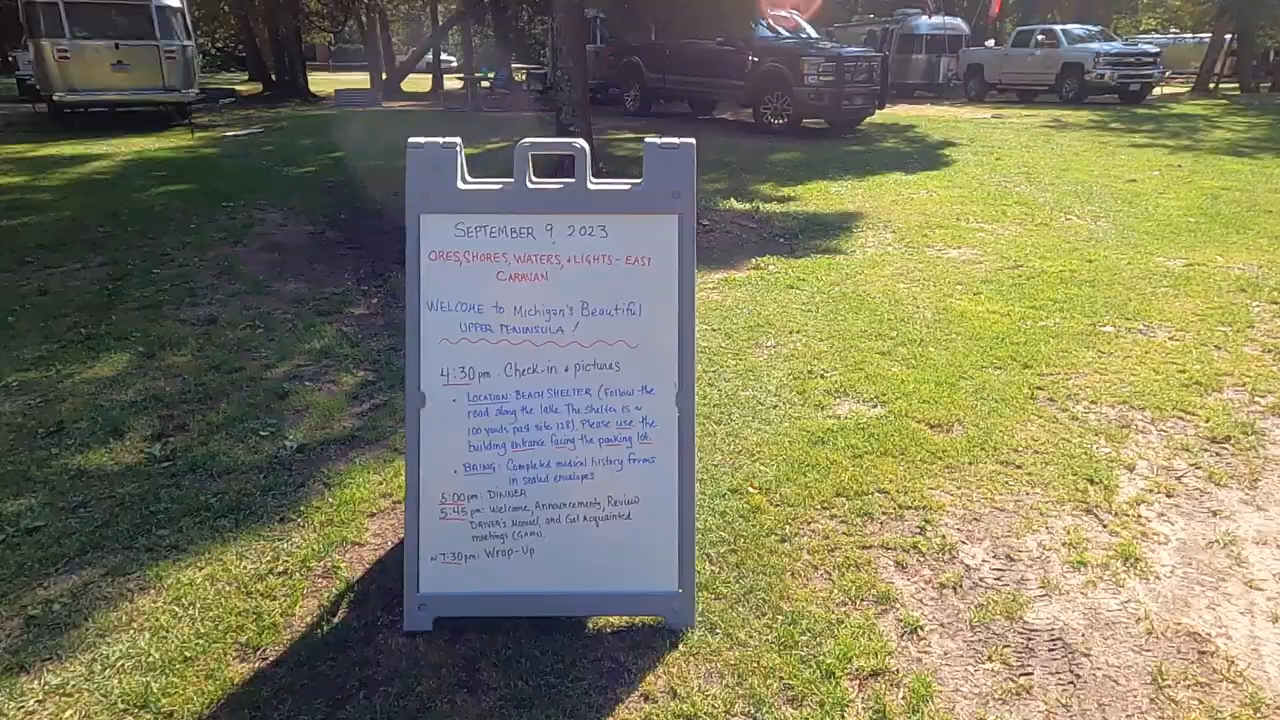 SEPTEMBER 9, 2023
ORES, SHORES, WATERS, & LIGHTS - EAST
CARAVAN
WELCOME to Michigan's Beautiful
UPPER PENINSULA!
4:30pm - Check-in & pictures
• LOCATION: BEACH SHELTER (Follow the
road along the lake. The shelter is ~
100 yards past site 128). Please use the
building entrance facing the parking lot.
• BRING: Completed medical history forms
in sealed envelopes
5:00pm: DINNER
5:45pm: Welcome, Announcements, Review
DRIVER'S Manual, and Get Acquainted
meetings (GAM).
~7:30pm: Wrap-Up